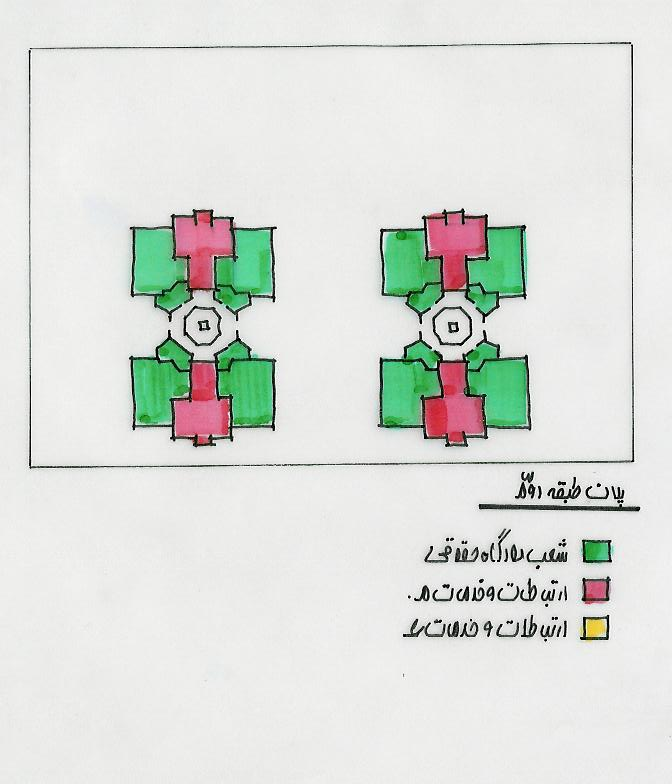 پلان طبقه دوم
شعب دادگاه حقوقی
ارتباطات و خدمات م.
ارتباطات و خدمات